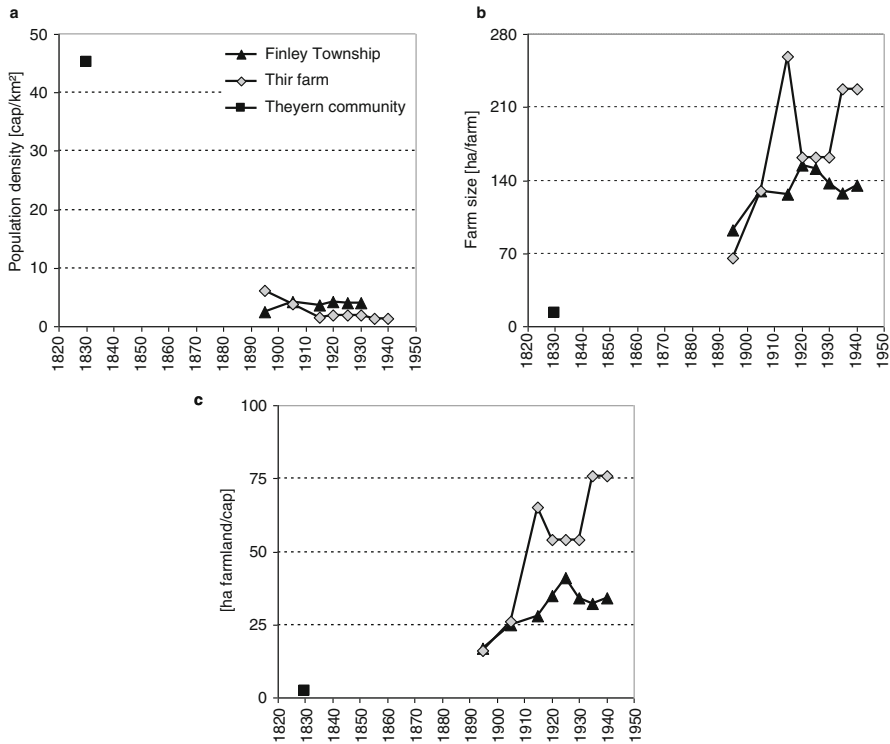 a
Population density [cap/km²]
50
40
30
20
10
0
Finley Township
Thir farm
Theyern community
1820 1830 1840 1850 1860 1870 1880 1890 1900 1910 1920 1930 1940 1950
b
Farm size [ha/farm]
280
210
140
70
0
1820 1830 1840 1850 1860 1870 1880 1890 1900 1910 1920 1930 1940 1950
c
[ha farmland/cap]
100
75
50
25
0
1820 1830 1840 1850 1860 1870 1880 1890 1900 1910 1920 1930 1940 1950